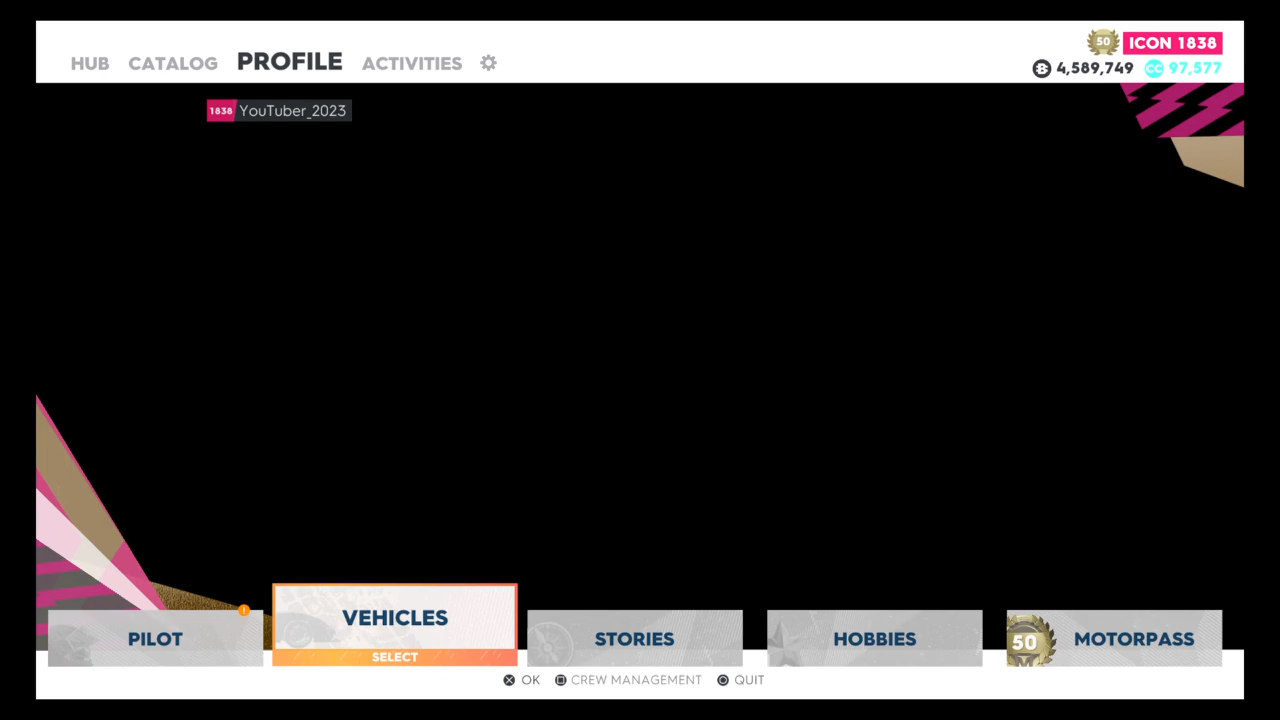 HUB CATALOG PROFILE ACTIVITIES
50 ICON 1838
4,589,749 CC 97,577
1838 YouTuber_2023
PILOT
!
VEHICLES
SELECT
STORIES
HOBBIES
50 MOTORPASS
OK CREW MANAGEMENT QUIT